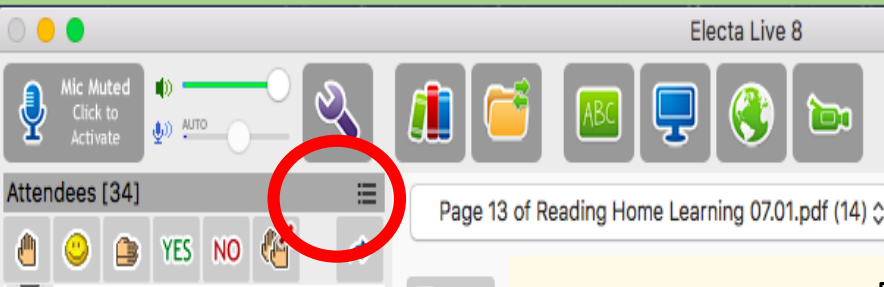 Electa Live 8
Mic Muted
Click to
Activate
AUTO
ABC
Attendees [34]
Page 13 of Reading Home Learning 07.01.pdf (14)
YES NO